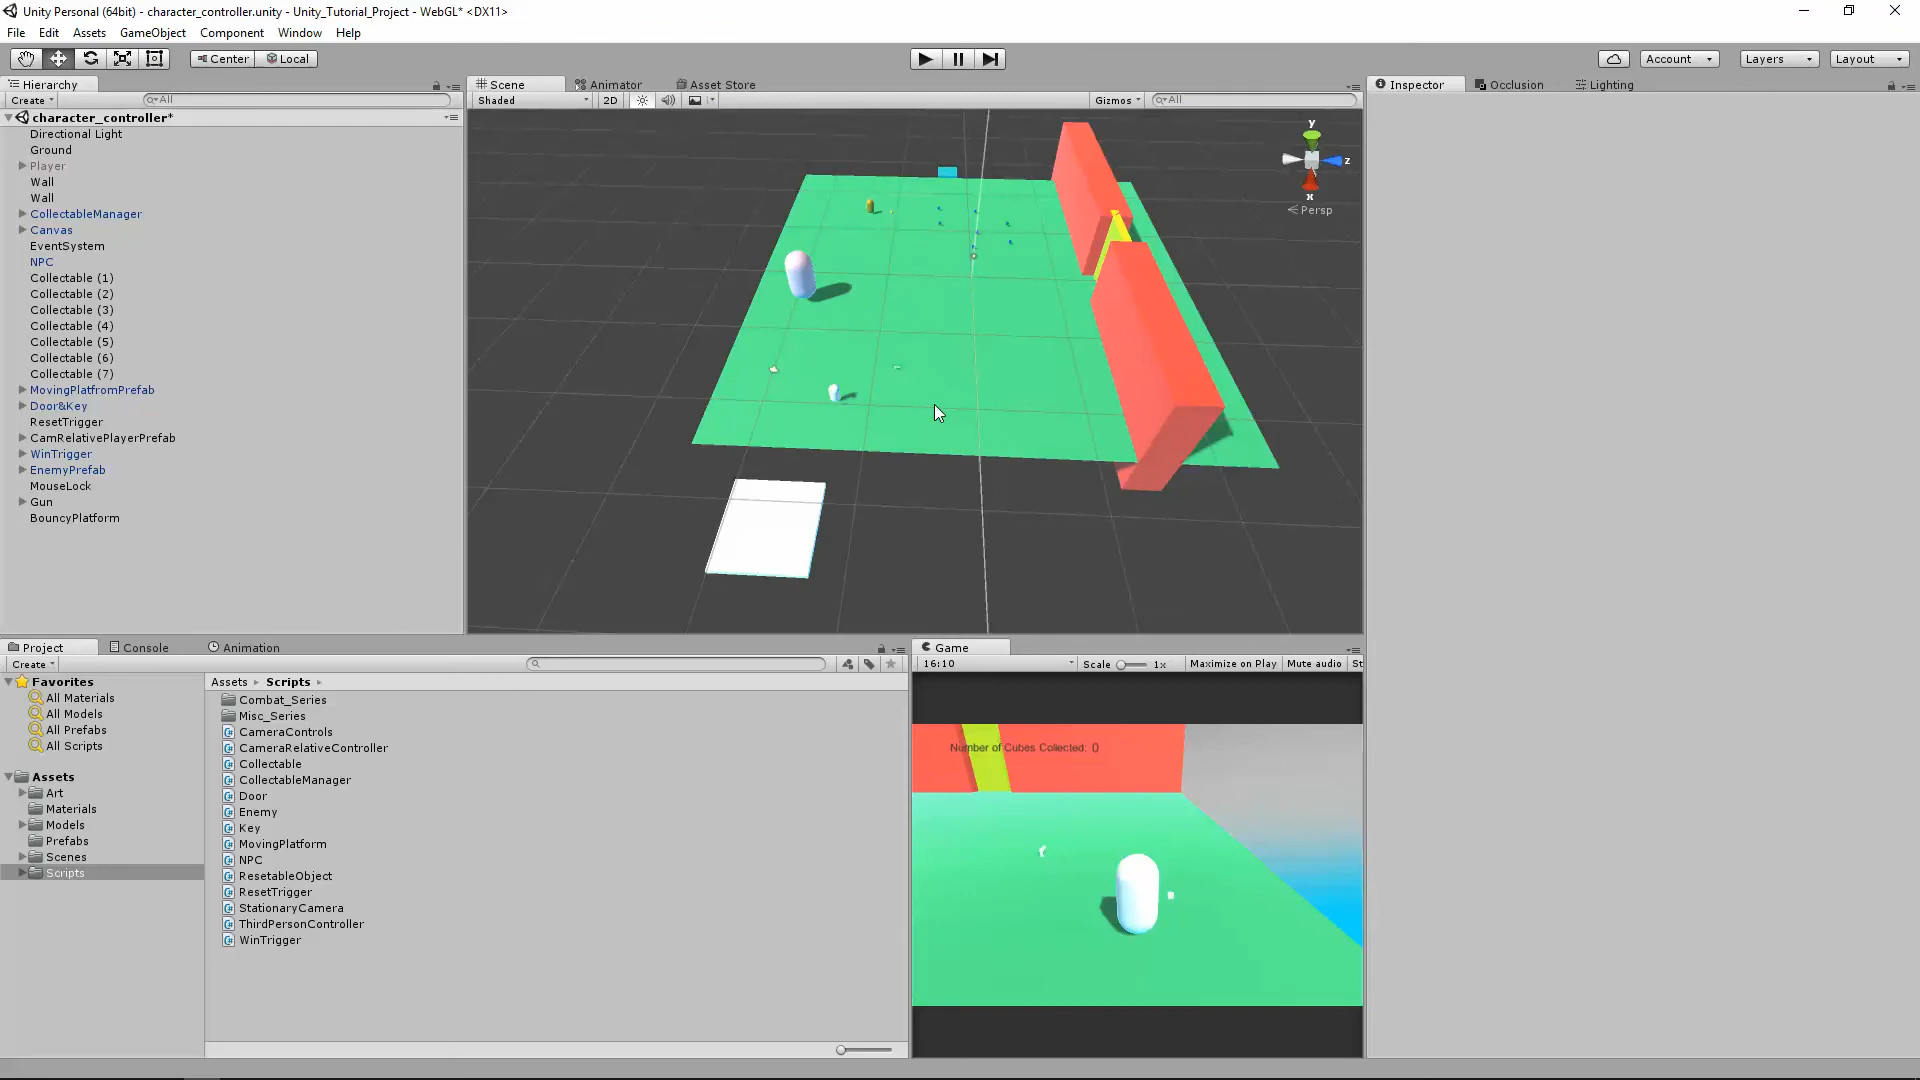 Unity Personal (64bit) - character_controller.unity - Unity_Tutorial_Project - WebGL* <DX11>
File Edit Assets GameObject Component Window Help
Center Local Account Layers Layout
Hierarchy
Create All
character_controller*
Directional Light
Ground
Player
Wall
Wall
CollectableManager
Canvas
EventSystem
NPC
Collectable (1)
Collectable (2)
Collectable (3)
Collectable (4)
Collectable (5)
Collectable (6)
Collectable (7)
MovingPlatfromPrefab
Door&Key
ResetTrigger
CamRelativePlayerPrefab
WinTrigger
EnemyPrefab
MouseLock
Gun
BouncyPlatform
Scene Animator Asset Store
Shaded 2D Gizmos All
y
z
x
Persp
Inspector Occlusion Lighting
Project Console Animation
Create
Favorites
All Materials
All Models
All Prefabs
All Scripts
Assets
Art
Materials
Models
Prefabs
Scenes
Scripts
Assets Scripts
Combat_Series
Misc_Series
CameraControls
CameraRelativeController
Collectable
CollectableManager
Door
Enemy
Key
MovingPlatform
NPC
ResetableObject
ResetTrigger
StationaryCamera
ThirdPersonController
WinTrigger
Game
16:10 Scale 1x Maximize on Play Mute audio St
Number of Cubes Collected: 0